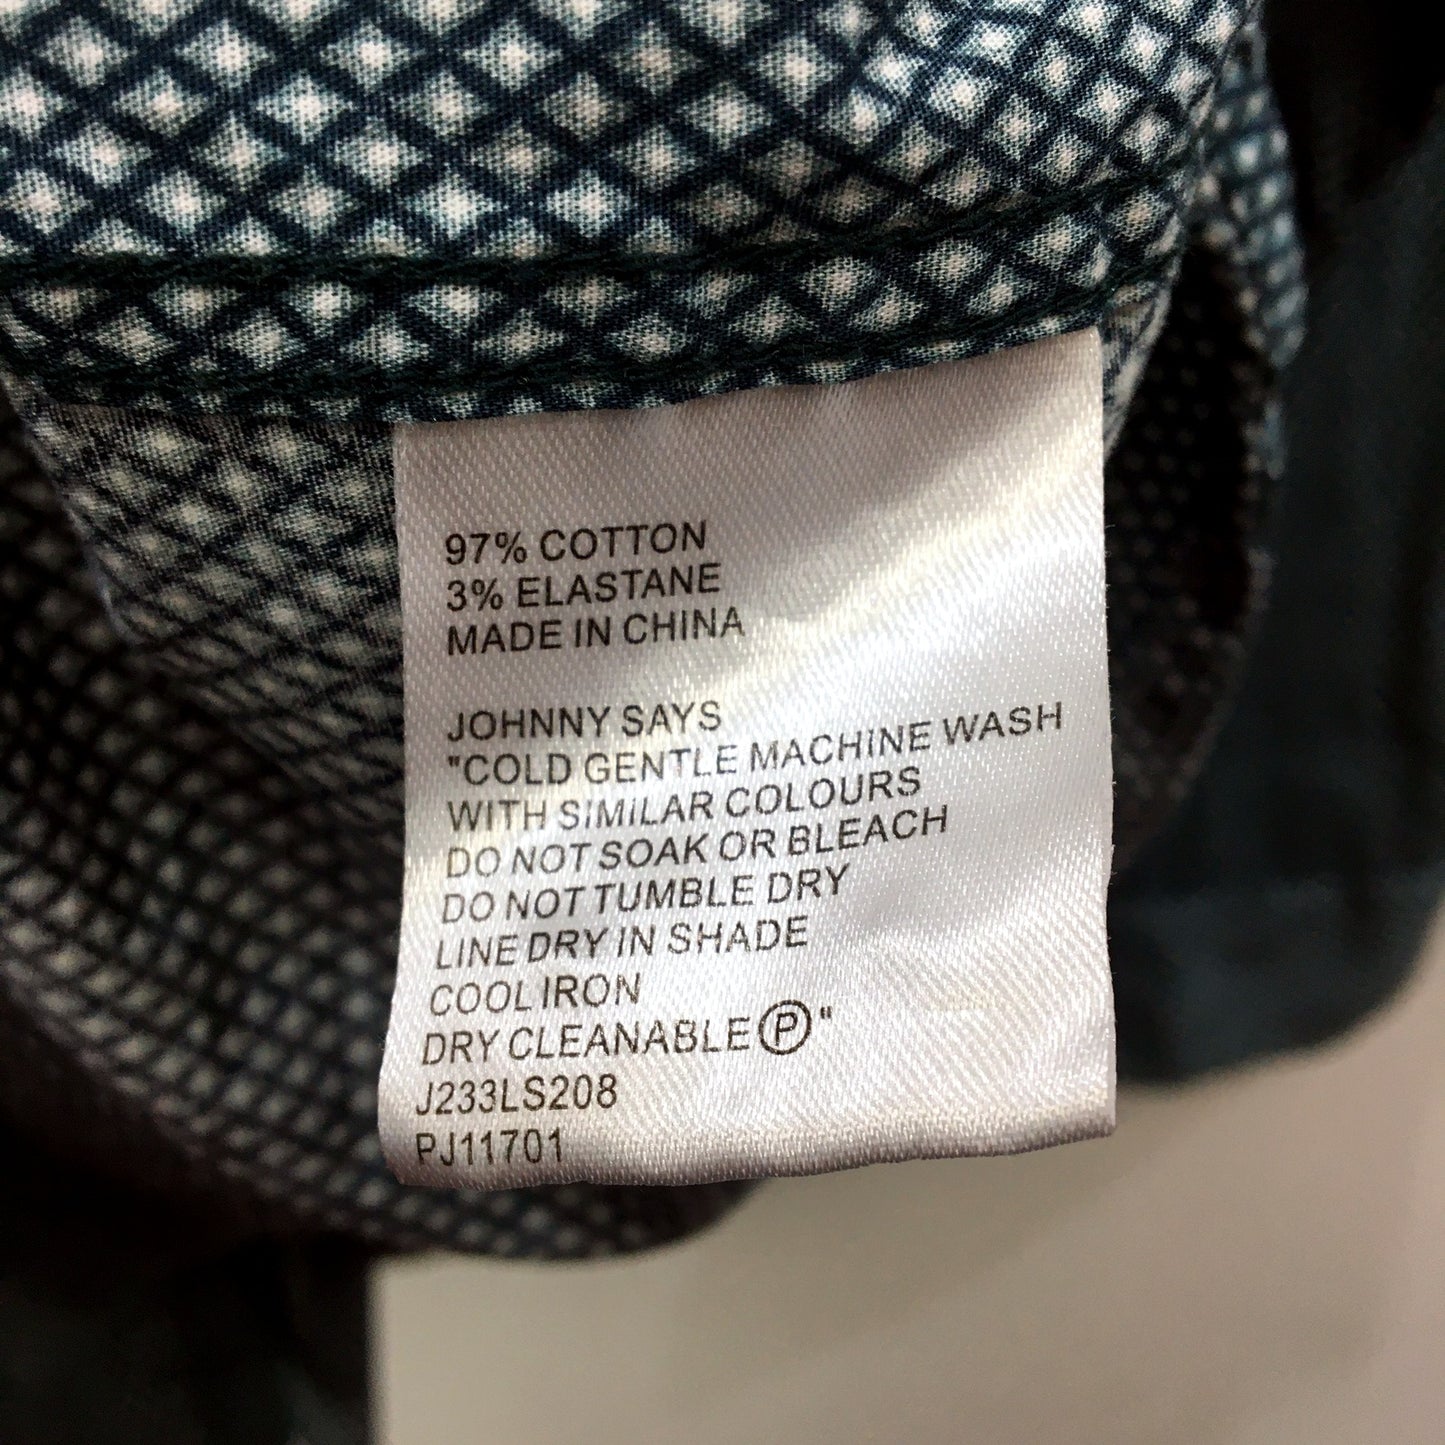 97% COTTON
3% ELASTANE
MADE IN CHINA
JOHNNY SAYS
"COLD GENTLE MACHINE WASH
WITH SIMILAR COLOURS
DO NOT SOAK OR BLEACH
DO NOT TUMBLE DRY
LINE DRY IN SHADE
COOL IRON
DRY CLEANABLE Ⓟ"
J233LS208
PJ11701